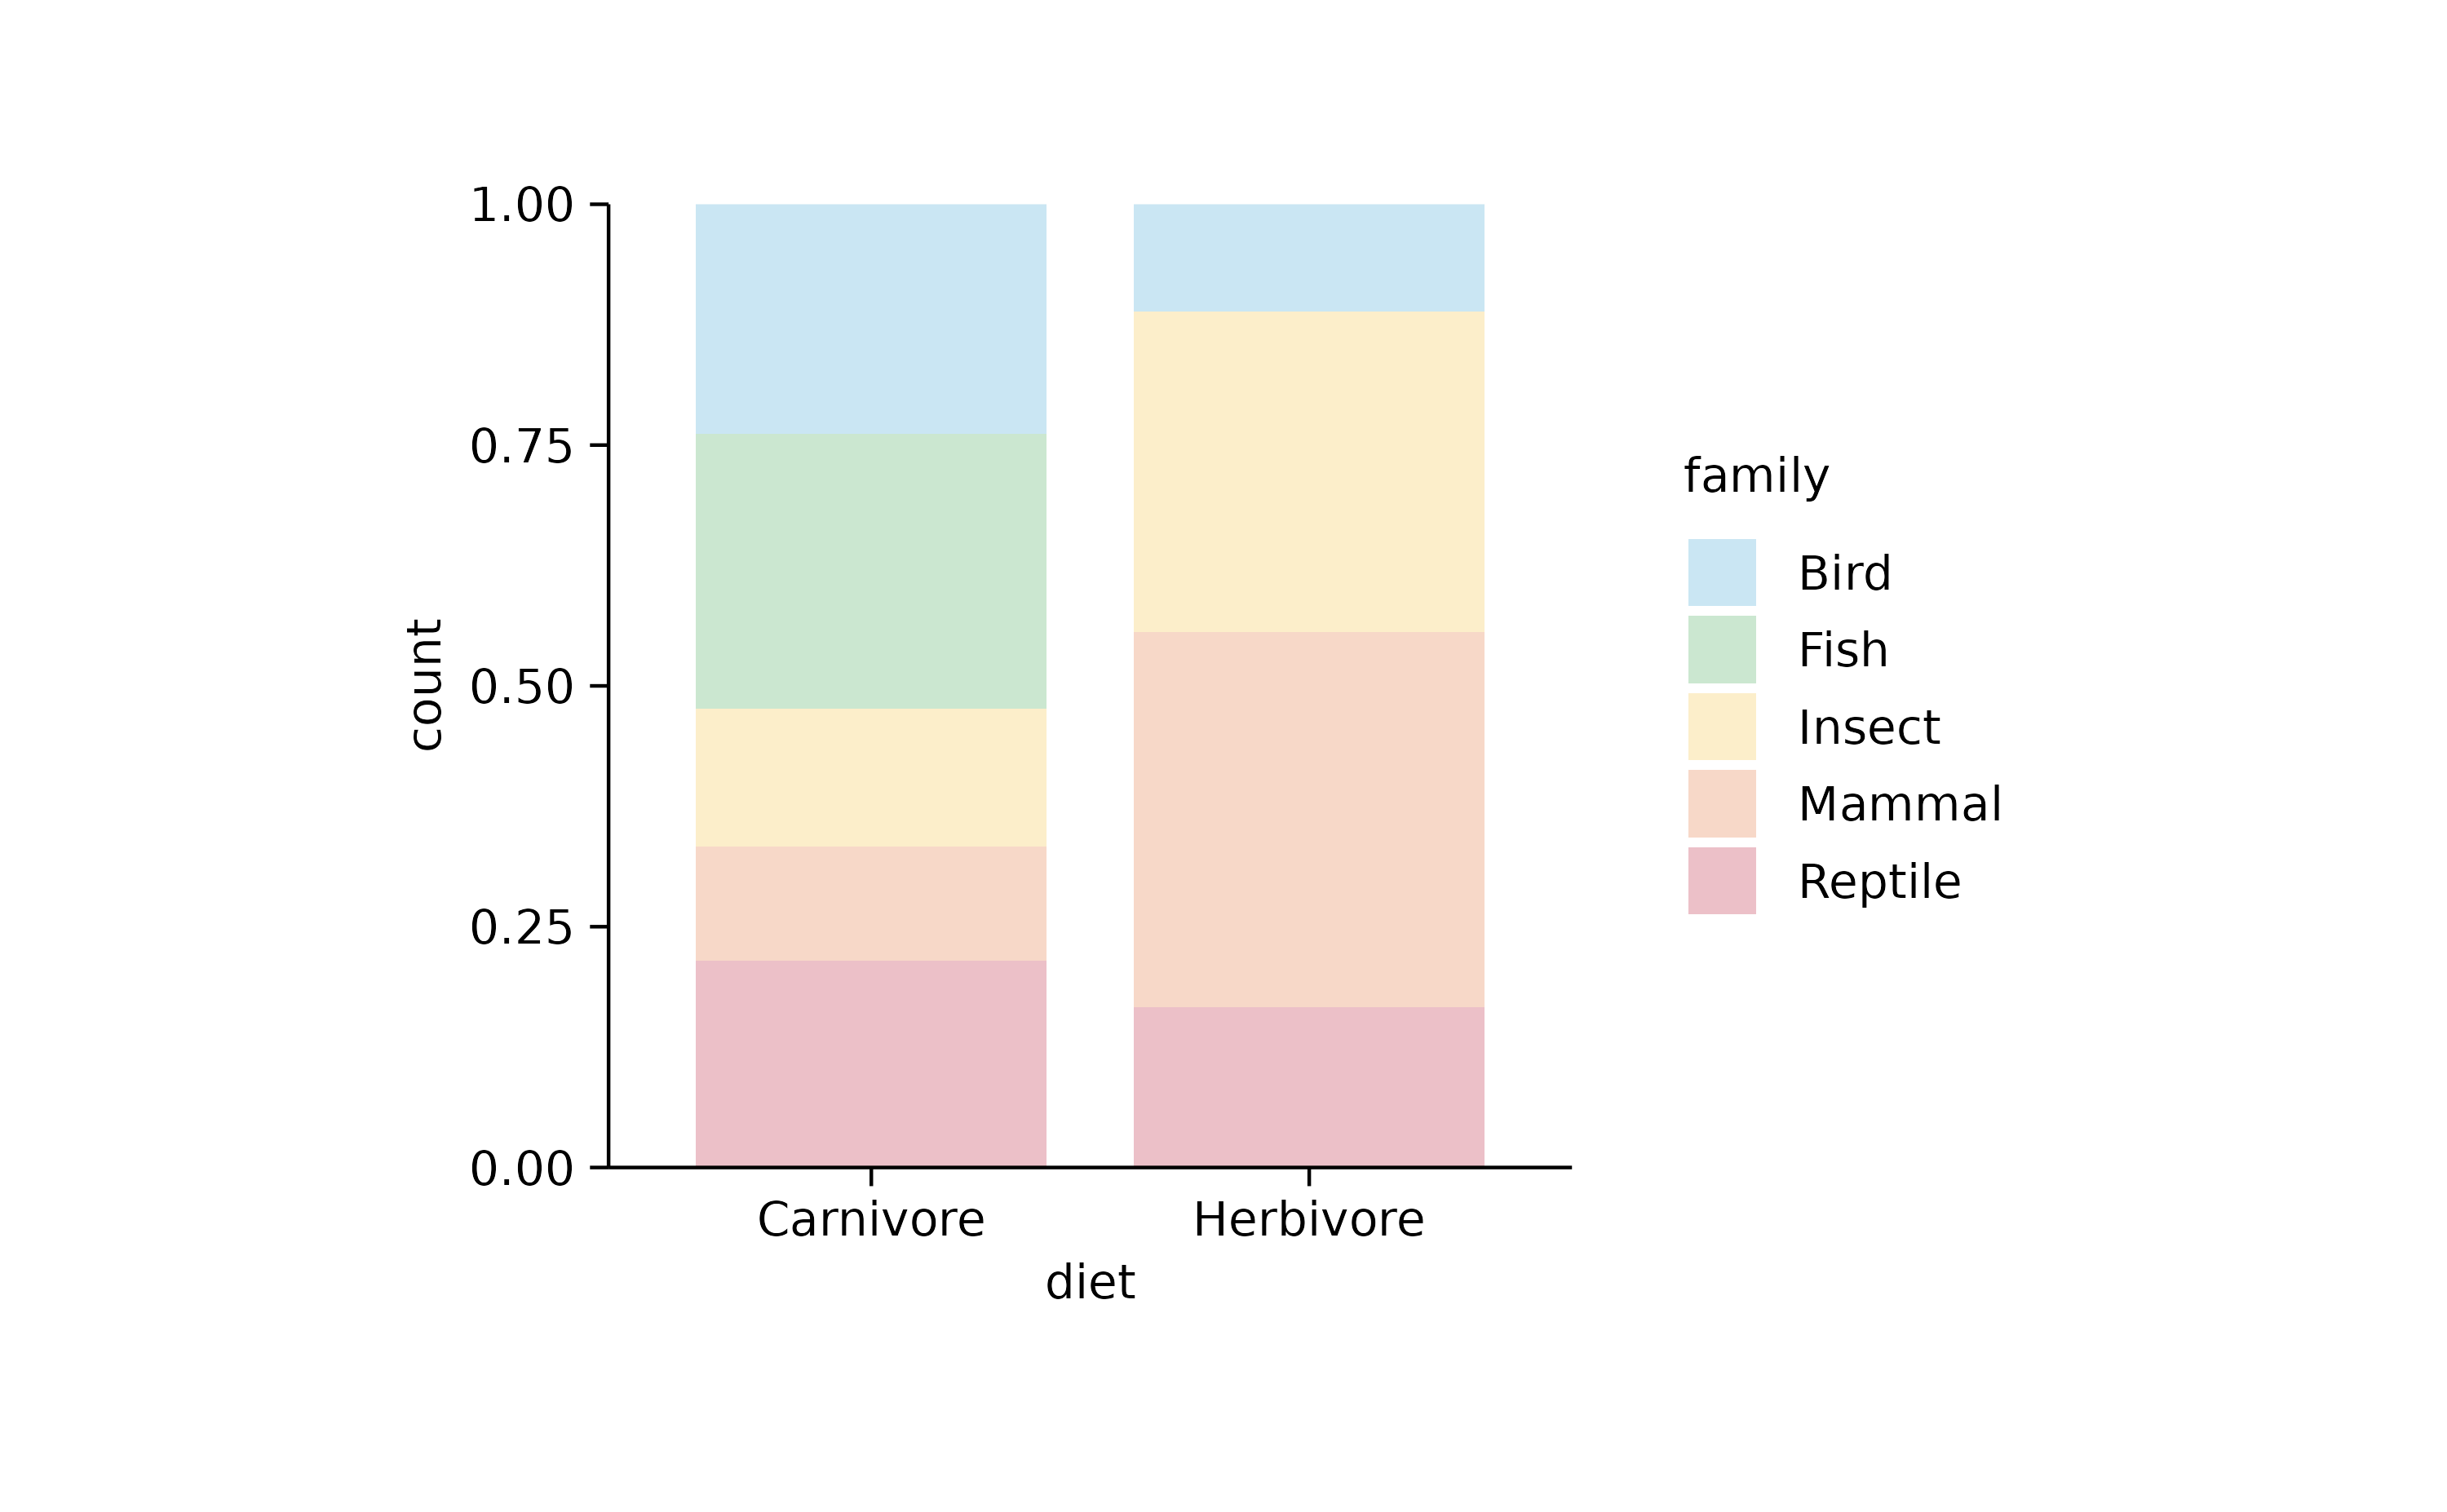 1.00
0.75
0.50
0.25
0.00
count
Carnivore
Herbivore
diet
family
Bird
Fish
Insect
Mammal
Reptile